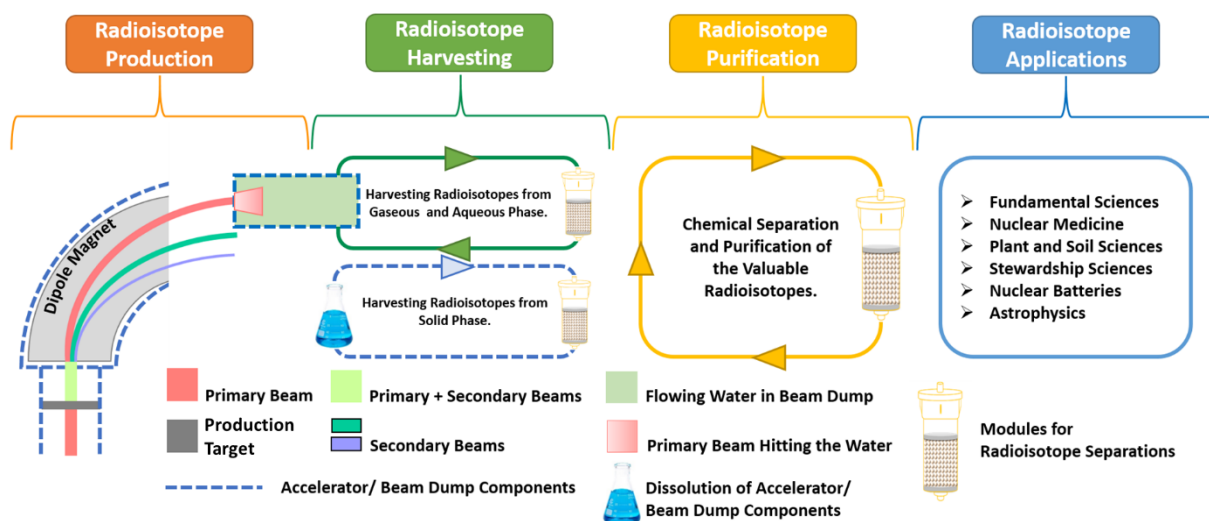 Radioisotope
Production
Radioisotope
Harvesting
Radioisotope
Purification
Radioisotope
Applications
Dipole Magnet
Harvesting Radioisotopes from
Gaseous and Aqueous Phase.
Harvesting Radioisotopes from
Solid Phase.
Chemical Separation
and Purification of
the Valuable
Radioisotopes.
➢ Fundamental Sciences
➢ Nuclear Medicine
➢ Plant and Soil Sciences
➢ Stewardship Sciences
➢ Nuclear Batteries
➢ Astrophysics
Primary Beam
Primary + Secondary Beams
Flowing Water in Beam Dump
Production
Target
Secondary Beams
Primary Beam Hitting the Water
Modules for
Radioisotope Separations
Accelerator/ Beam Dump Components
Dissolution of Accelerator/
Beam Dump Components